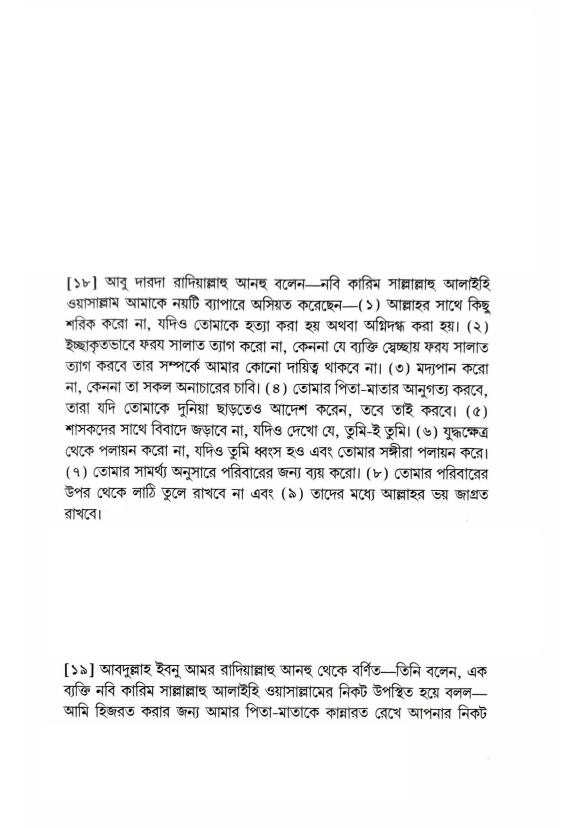 [১৮] আবু দারদা রাদিয়াল্লাহু আনহু বলেন—নবি কারিম সাল্লাল্লাহু আলাইহি
ওয়াসাল্লাম আমাকে নয়টি ব্যাপারে অসিয়ত করেছেন—(১) আল্লাহর সাথে কিছু
শরিক করো না, যদিও তোমাকে হত্যা করা হয় অথবা অগ্নিদগ্ধ করা হয়। (২)
ইচ্ছাকৃতভাবে ফরয সালাত ত্যাগ করো না, কেননা যে ব্যক্তি স্বেচ্ছায় ফরয সালাত
ত্যাগ করবে তার সম্পর্কে আমার কোনো দায়িত্ব থাকবে না। (৩) মদ্যপান করো
না, কেননা তা সকল অনাচারের চাবি। (৪) তোমার পিতা-মাতার আনুগত্য করবে,
তারা যদি তোমাকে দুনিয়া ছাড়তেও আদেশ করেন, তবে তাই করবে। (৫)
শাসকদের সাথে বিবাদে জড়াবে না, যদিও দেখো যে, তুমি-ই তুমি। (৬) যুদ্ধক্ষেত্র
থেকে পলায়ন করো না, যদিও তুমি ধ্বংস হও এবং তোমার সঙ্গীরা পলায়ন করে।
(৭) তোমার সামর্থ্য অনুসারে পরিবারের জন্য ব্যয় করো। (৮) তোমার পরিবারের
উপর থেকে লাঠি তুলে রাখবে না এবং (৯) তাদের মধ্যে আল্লাহর ভয় জাগ্রত
রাখবে।
[১৯] আবদুল্লাহ ইবনু আমর রাদিয়াল্লাহু আনহু থেকে বর্ণিত—তিনি বলেন, এক
ব্যক্তি নবি কারিম সাল্লাল্লাহু আলাইহি ওয়াসাল্লামের নিকট উপস্থিত হয়ে বলল—
আমি হিজরত করার জন্য আমার পিতা-মাতাকে কান্নারত রেখে আপনার নিকট